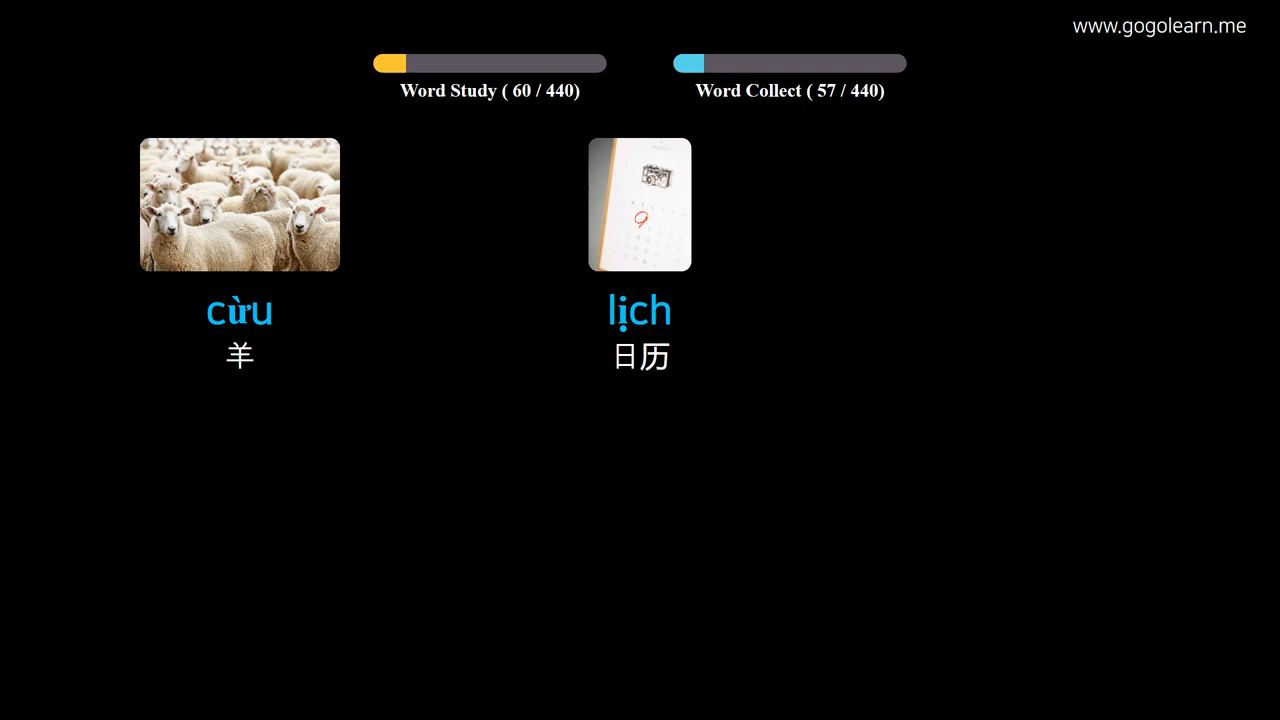 www.gogolearn.me
Word Study ( 60 / 440)
Word Collect ( 57 / 440)
cừu
lịch
羊
日历